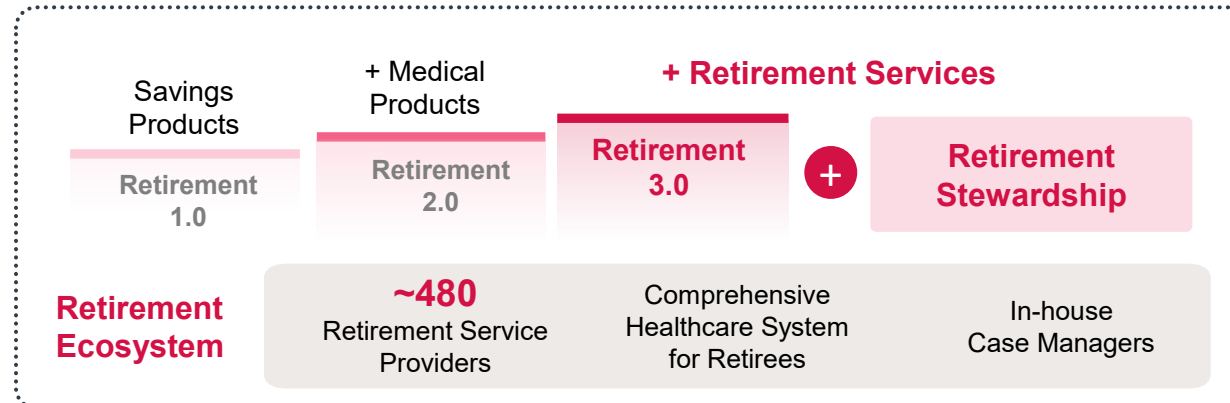 Savings
Products
+ Medical
Products
+ Retirement Services
Retirement
1.0
Retirement
2.0
Retirement
3.0
+
Retirement
Stewardship
Retirement
Ecosystem
~480
Retirement Service
Providers
Comprehensive
Healthcare System
for Retirees
In-house
Case Managers